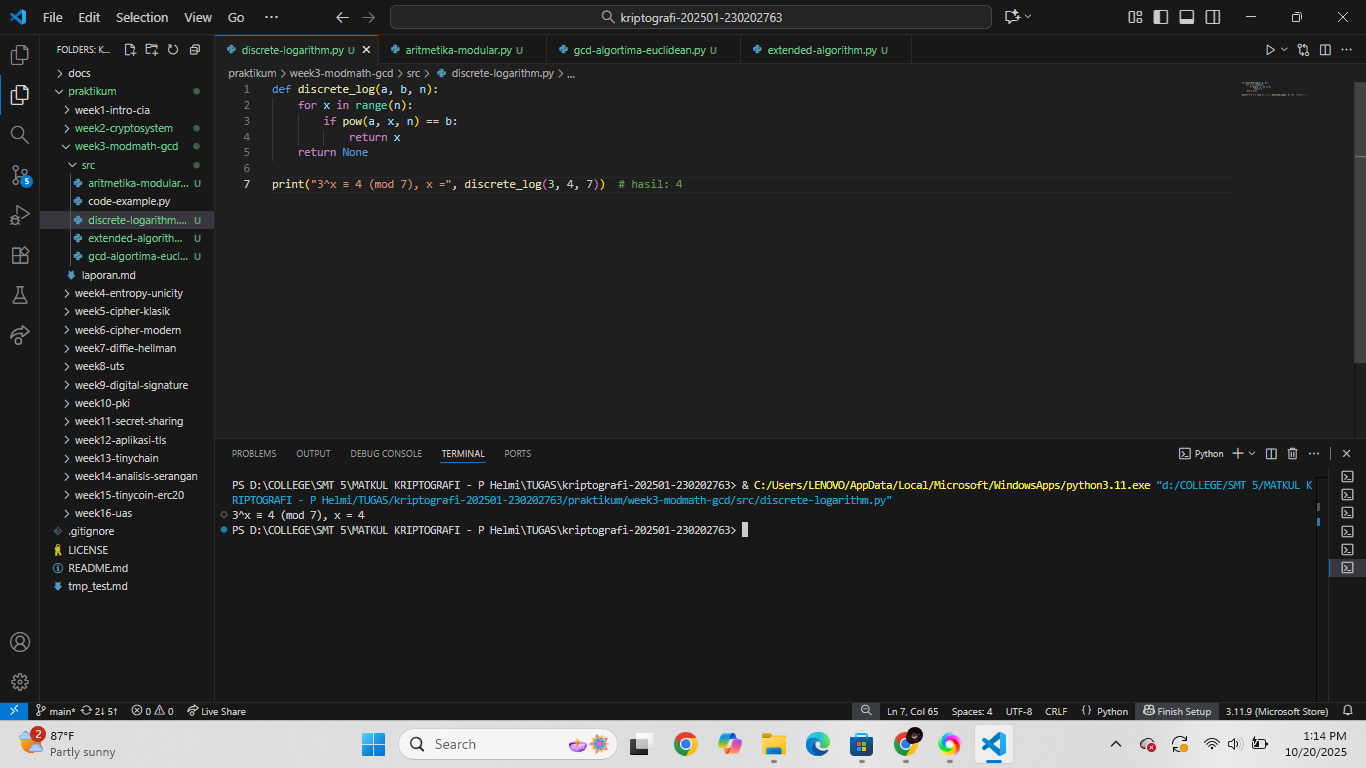 File Edit Selection View Go ··· kriptografi-202501-230202763
FOLDERS: K...
docs
praktikum
week1-intro-cia
week2-cryptosystem
week3-modmath-gcd
src
aritmetika-modular... U
code-example.py
discrete-logarithm.... U
extended-algorith... U
gcd-algortima-eucl... U
laporan.md
week4-entropy-unicity
week5-cipher-klasik
week6-cipher-modern
week7-diffie-hellman
week8-uts
week9-digital-signature
week10-pki
week11-secret-sharing
week12-aplikasi-tls
week13-tinychain
week14-analisis-serangan
week15-tinycoin-erc20
week16-uas
.gitignore
LICENSE
README.md
tmp_test.md
5
discrete-logarithm.py U aritmetika-modular.py U gcd-algortima-euclidean.py U extended-algorithm.py U
praktikum > week3-modmath-gcd > src > discrete-logarithm.py > ...
1 def discrete_log(a, b, n):
2 for x in range(n):
3 if pow(a, x, n) == b:
4 return x
5 return None
6
7 print("3^x ≡ 4 (mod 7), x =", discrete_log(3, 4, 7)) # hasil: 4
PROBLEMS OUTPUT DEBUG CONSOLE TERMINAL PORTS Python
PS D:\COLLEGE\SMT 5\MATKUL KRIPTOGRAFI - P Helmi\TUGAS\kriptografi-202501-230202763> & C:/Users/LENOVO/AppData/Local/Microsoft/WindowsApps/python3.11.exe "d:/COLLEGE/SMT 5/MATKUL K
RIPTOGRAFI - P Helmi/TUGAS/kriptografi-202501-230202763/praktikum/week3-modmath-gcd/src/discrete-logarithm.py"
3^x ≡ 4 (mod 7), x = 4
PS D:\COLLEGE\SMT 5\MATKUL KRIPTOGRAFI - P Helmi\TUGAS\kriptografi-202501-230202763>
main* 2↓ 5↑ 0 0 Live Share Ln 7, Col 65 Spaces: 4 UTF-8 CRLF {} Python Finish Setup 3.11.9 (Microsoft Store)
2 87°F
Partly sunny
Search
1:14 PM
10/20/2025